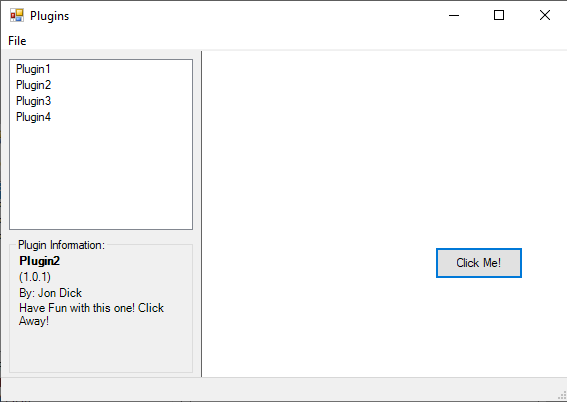 Plugins
File
Plugin1
Plugin2
Plugin3
Plugin4
Plugin Information:
Plugin2
(1.0.1)
By: Jon Dick
Have Fun with this one! Click
Away!
Click Me!